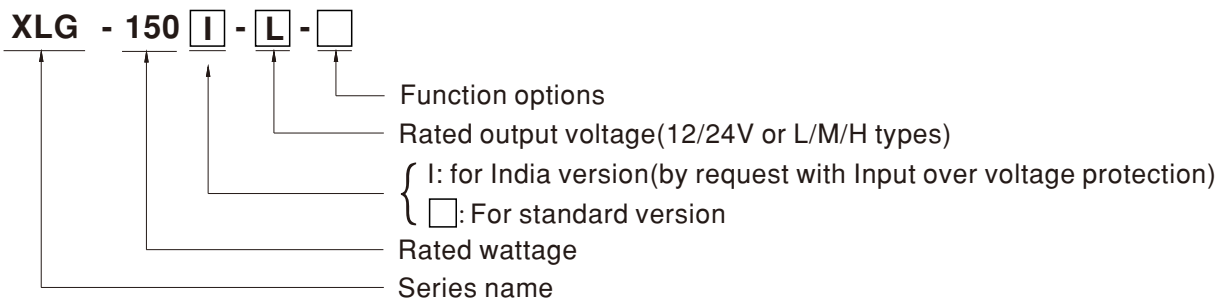 XLG - 150 I - L - □
Function options
Rated output voltage(12/24V or L/M/H types)
I: for India version(by request with Input over voltage protection)
□: For standard version
Rated wattage
Series name